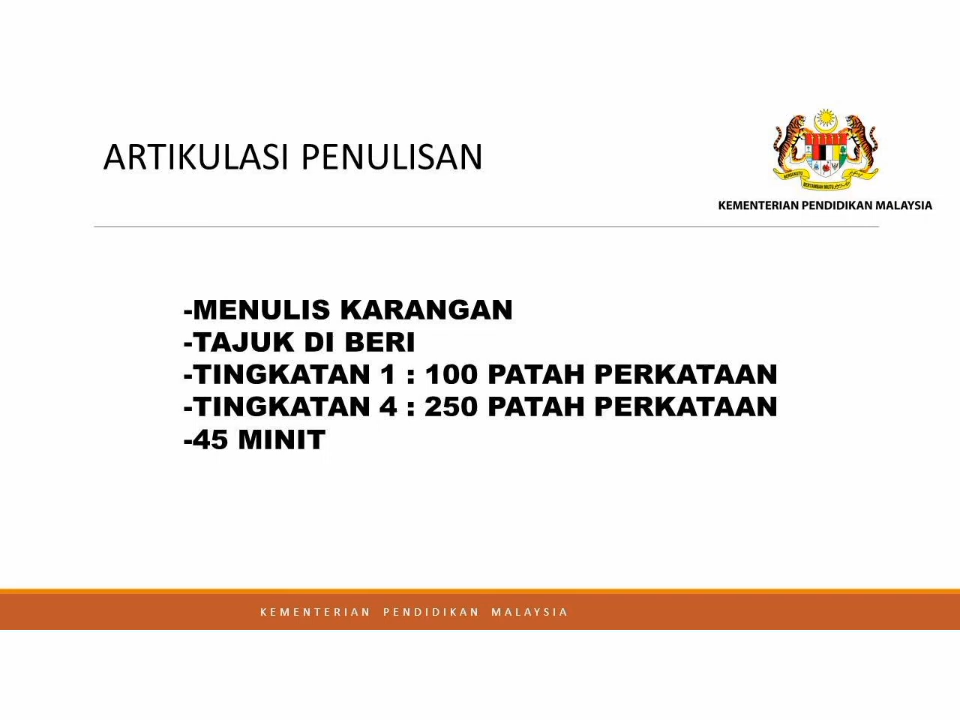 ARTIKULASI PENULISAN
KEMENTERIAN PENDIDIKAN MALAYSIA
-MENULIS KARANGAN
-TAJUK DI BERI
-TINGKATAN 1 : 100 PATAH PERKATAAN
-TINGKATAN 4 : 250 PATAH PERKATAAN
-45 MINIT
KEMENTERIAN PENDIDIKAN MALAYSIA